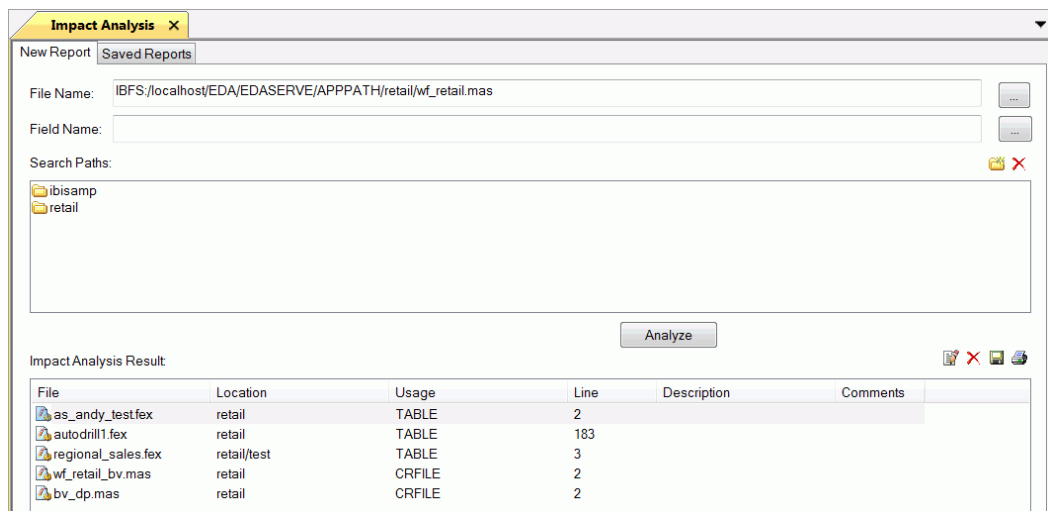 Impact Analysis X
New Report Saved Reports
File Name: IBFS:/localhost/EDA/EDASERVE/APPPATH/retail/wf_retail.mas ...
Field Name: ...
Search Paths:
ibisamp
retail
Analyze
Impact Analysis Result:
File Location Usage Line Description Comments
as_andy_test.fex retail TABLE 2
autodrill1.fex retail TABLE 183
regional_sales.fex retail/test TABLE 3
wf_retail_bv.mas retail CRFILE 2
bv_dp.mas retail CRFILE 2